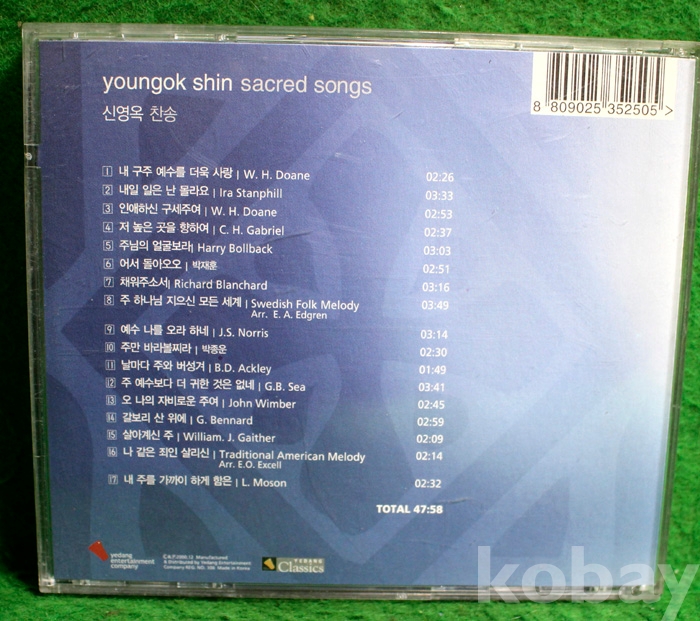 youngok shin sacred songs
신영옥 찬송
8 809025 352505 >
1 내 구주 예수를 더욱 사랑 | W. H. Doane 02:26
2 내일 일은 난 몰라요 | Ira Stanphill 03:33
3 인애하신 구세주여 | W. H. Doane 02:53
4 저 높은 곳을 향하여 | C. H. Gabriel 02:37
5 주님의 얼굴보라| Harry Bollback 03:03
6 어서 돌아오오 | 박재훈 02:51
7 채워주소서| Richard Blanchard 03:16
8 주 하나님 지으신 모든 세계 | Swedish Folk Melody 03:49
Arr. E. A. Edgren
9 예수 나를 오라 하네 | J.S. Norris 03:14
10 주만 바라볼찌라 | 박종운 02:30
11 날마다 주와 버성겨 | B.D. Ackley 01:49
12 주 예수보다 더 귀한 것은 없네 | G.B. Sea 03:41
13 오 나의 자비로운 주여 | John Wimber 02:45
14 갈보리 산 위에 | G. Bennard 02:59
15 살아계신 주 | William. J. Gaither 02:09
16 나 같은 죄인 살리신 | Traditional American Melody 02:14
Arr. E.O. Excell
17 내 주를 가까이 하게 함은 | L. Moson 02:32
TOTAL 47:58
yedang
entertainment
company
Manufactured
& Distributed by Yedang Entertainment
Company REG. NO. Made in Korea
YEDANG
Classics
kobay